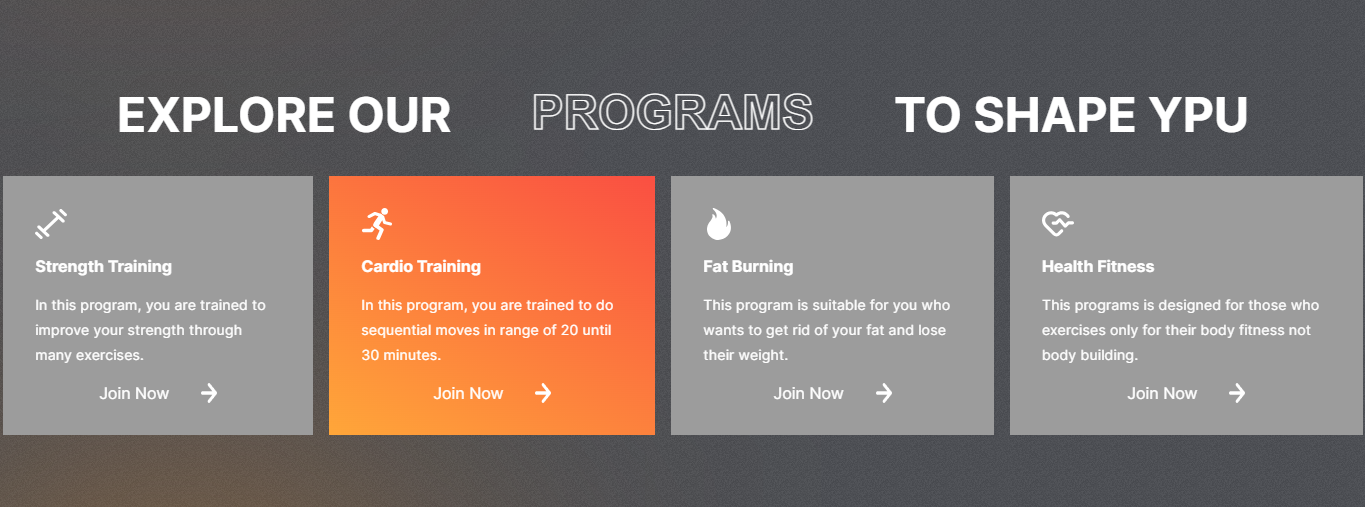 EXPLORE OUR PROGRAMS TO SHAPE YPU
Strength Training
In this program, you are trained to
improve your strength through
many exercises.
Join Now
Cardio Training
In this program, you are trained to do
sequential moves in range of 20 until
30 minutes.
Join Now
Fat Burning
This program is suitable for you who
wants to get rid of your fat and lose
their weight.
Join Now
Health Fitness
This programs is designed for those who
exercises only for their body fitness not
body building.
Join Now